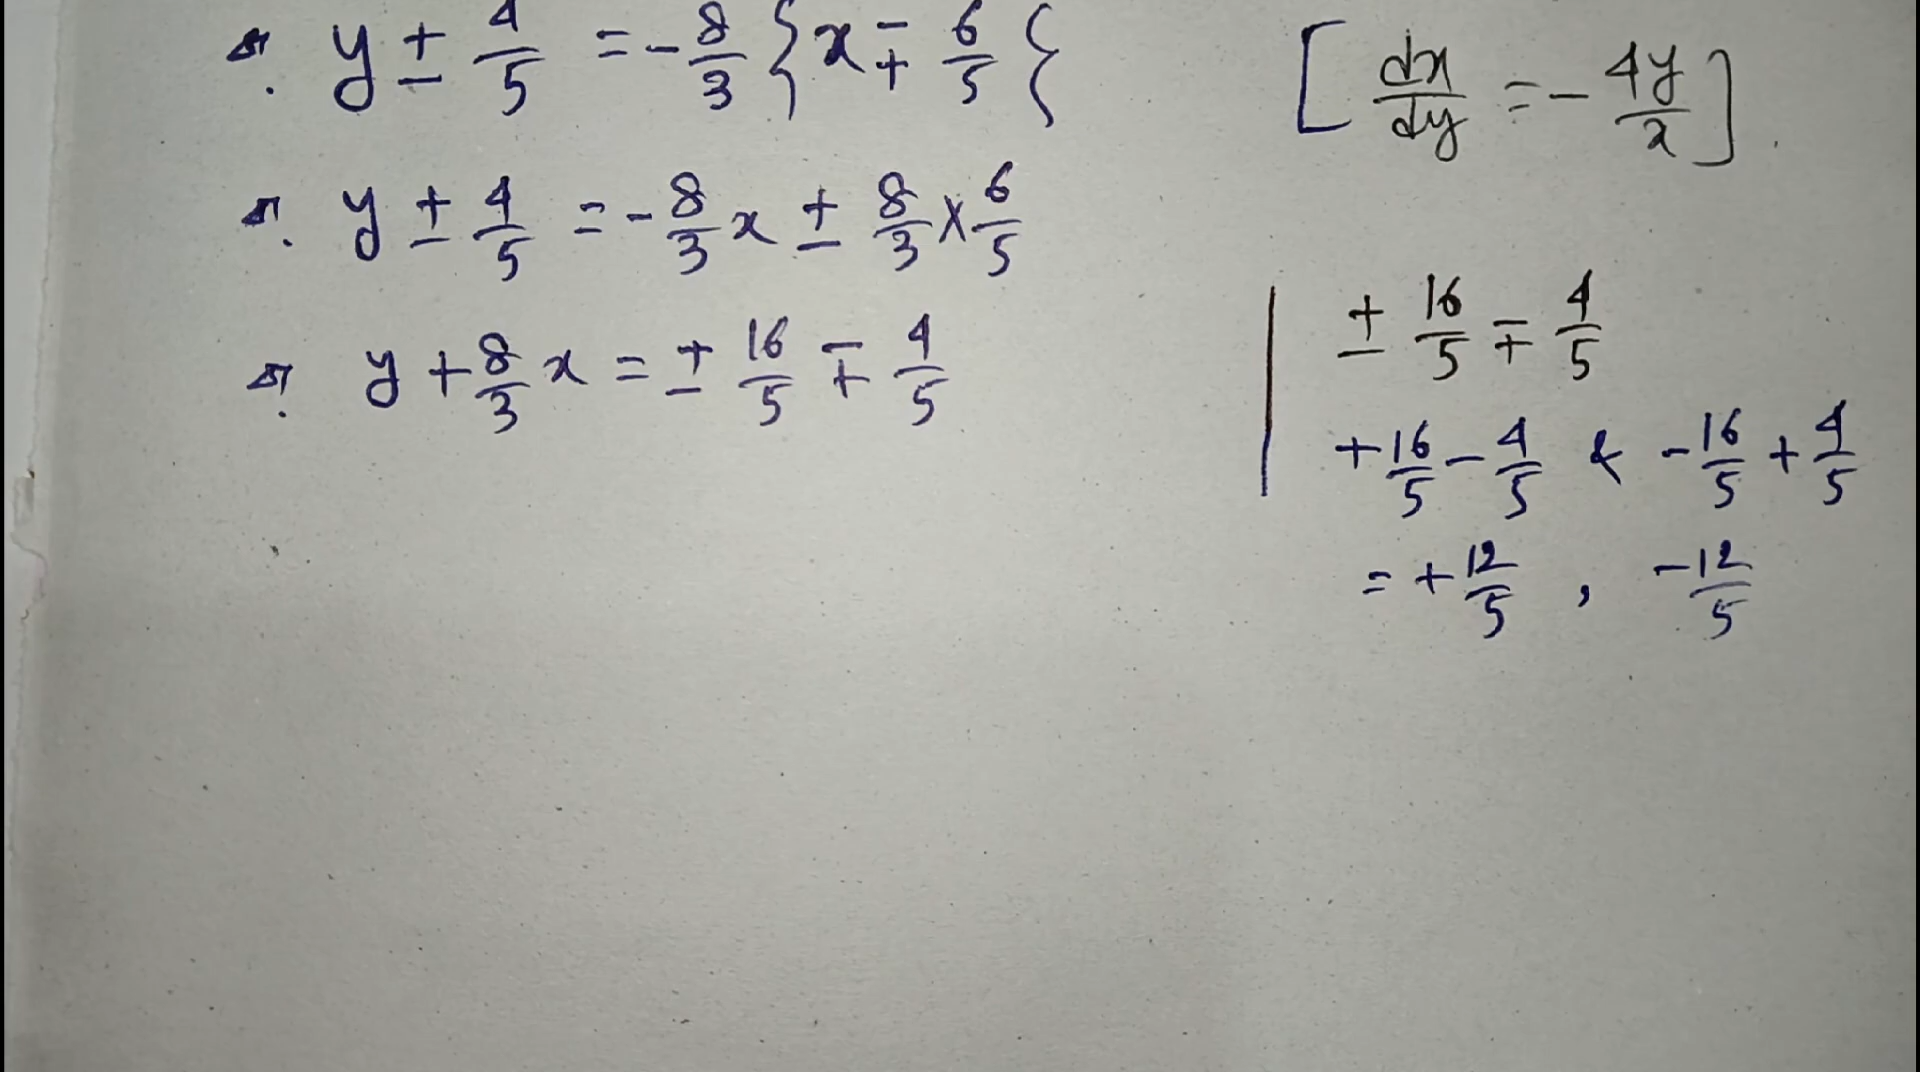 বা. y ± 4/5 = -8/3 {x ∓ 6/5}
[dx/dy = -4y/x]
বা. y ± 4/5 = -8/3 x ± 8/3 × 6/5
বা. y + 8/3 x = ± 16/5 ∓ 4/5
± 16/5 ∓ 4/5
+16/5 - 4/5 & -16/5 + 4/5
= +12/5 , -12/5